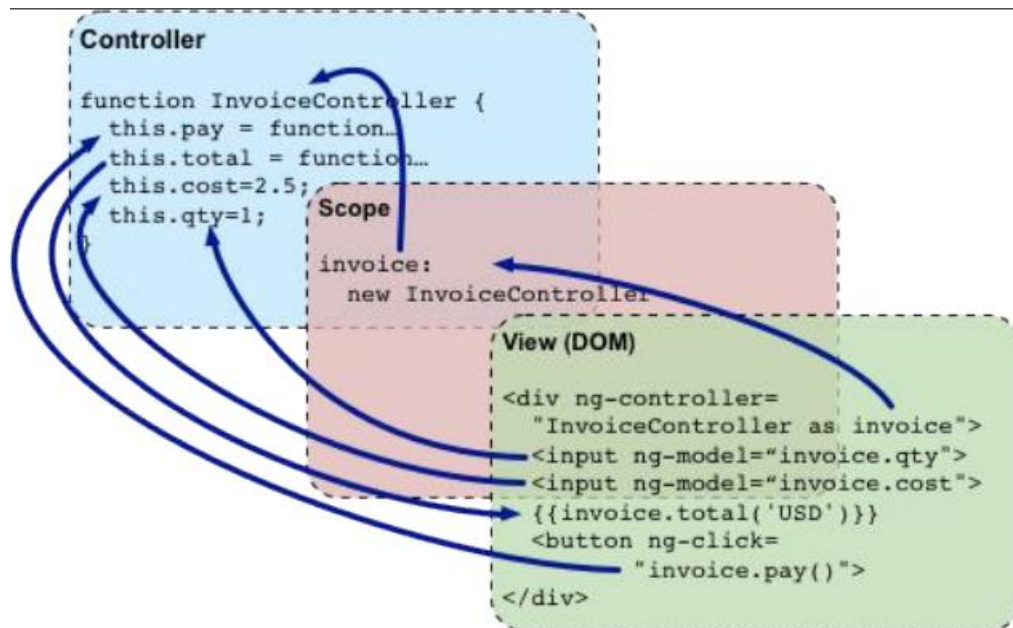 Controller
function InvoiceController {
this.pay = function…
this.total = function…
this.cost=2.5;
this.qty=1;
}
Scope
invoice:
new InvoiceController
View (DOM)
<div ng-controller=
"InvoiceController as invoice">
<input ng-model=“invoice.qty">
<input ng-model=“invoice.cost">
{{invoice.total('USD')}}
<button ng-click=
"invoice.pay()">
</div>